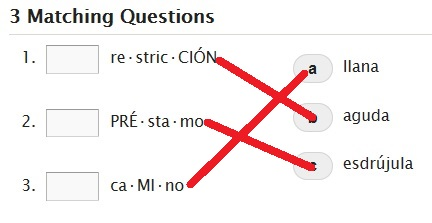 3 Matching Questions
1. re·stric·CIÓN
a llana
2. PRÉ·sta·mo
b aguda
c esdrújula
3. ca·MI·no